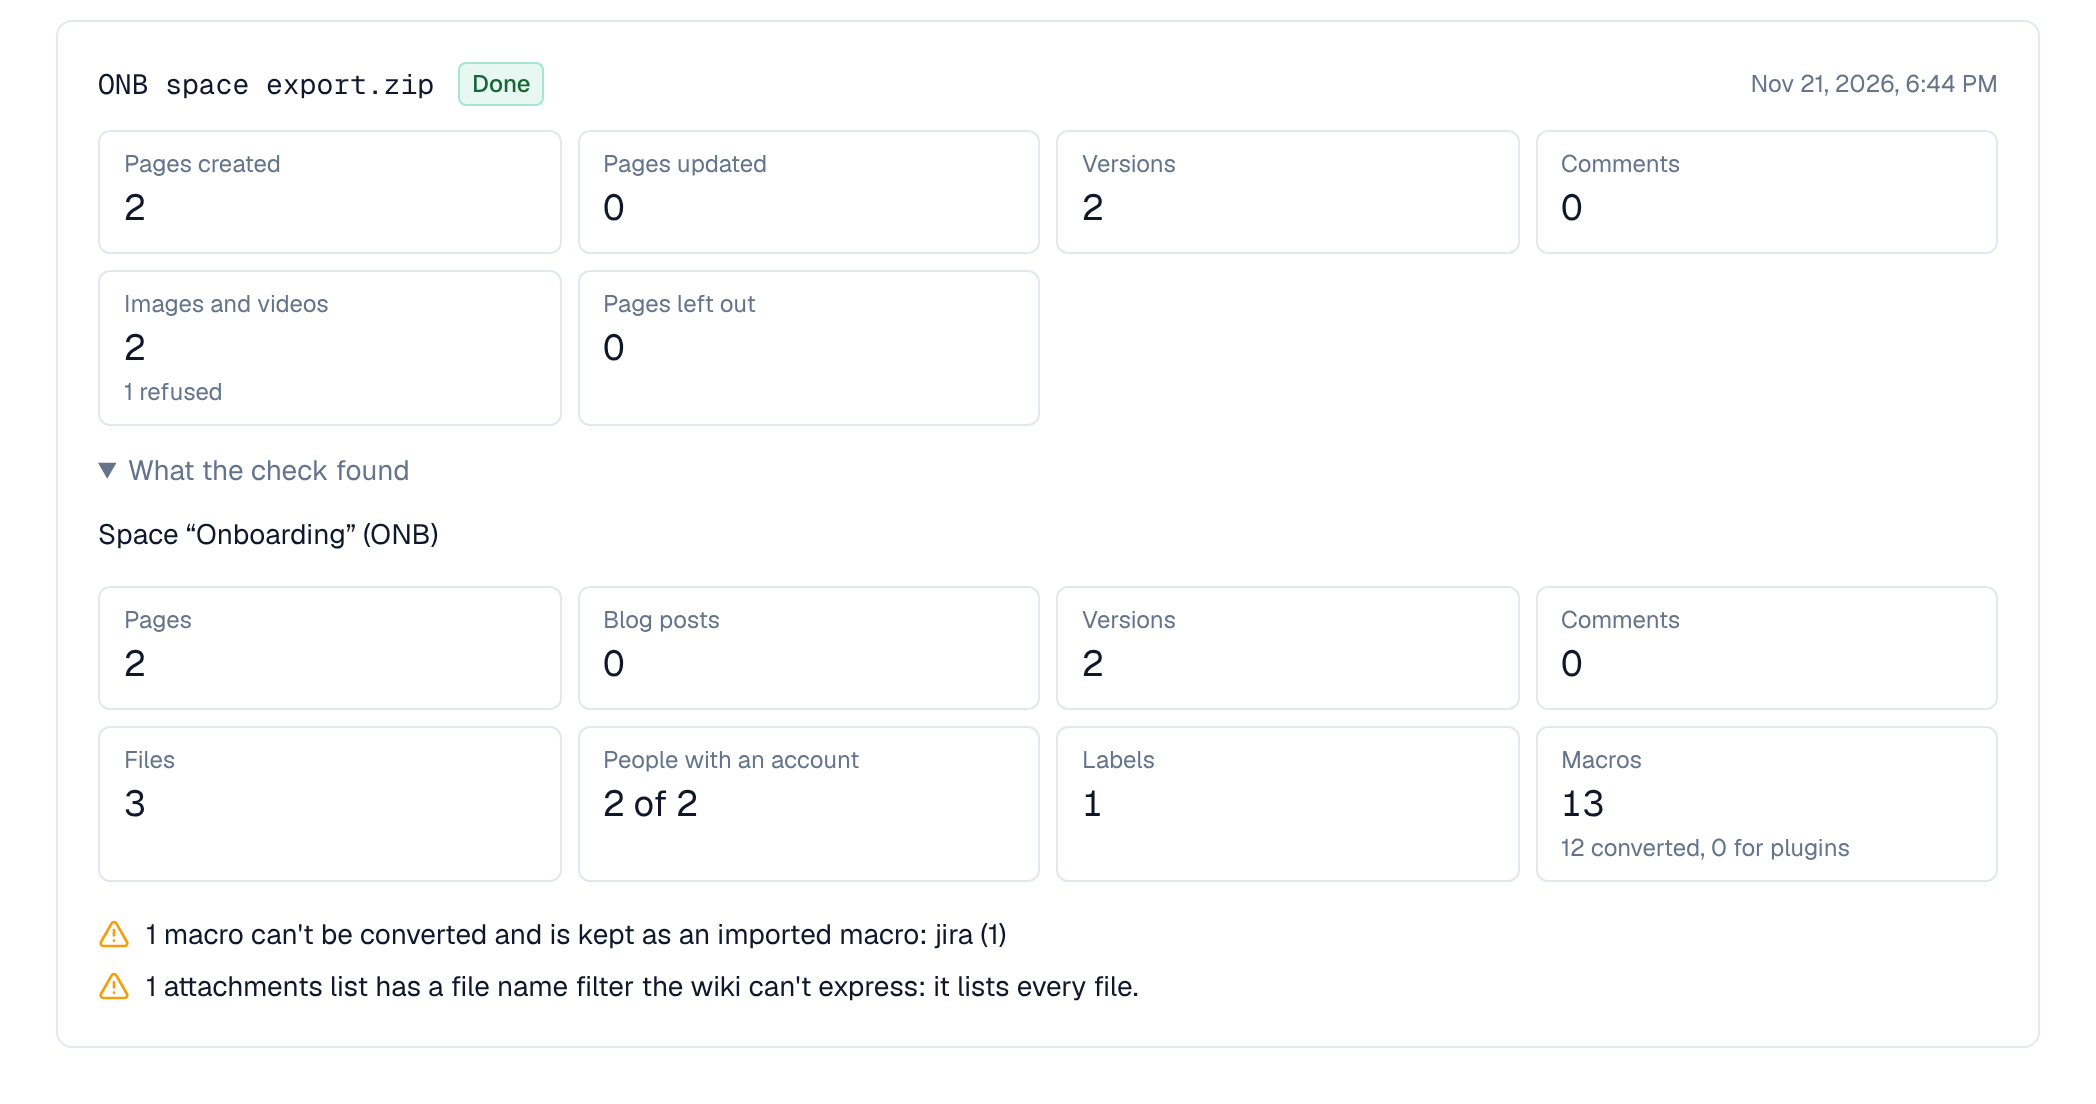 ONB space export.zip Done Nov 21, 2026, 6:44 PM
Pages created Pages updated Versions Comments
2 0 2 0
Images and videos Pages left out
2 0
1 refused
What the check found
Space “Onboarding” (ONB)
Pages Blog posts Versions Comments
2 0 2 0
Files People with an account Labels Macros
3 2 of 2 1 13
12 converted, 0 for plugins
1 macro can't be converted and is kept as an imported macro: jira (1)
1 attachments list has a file name filter the wiki can't express: it lists every file.